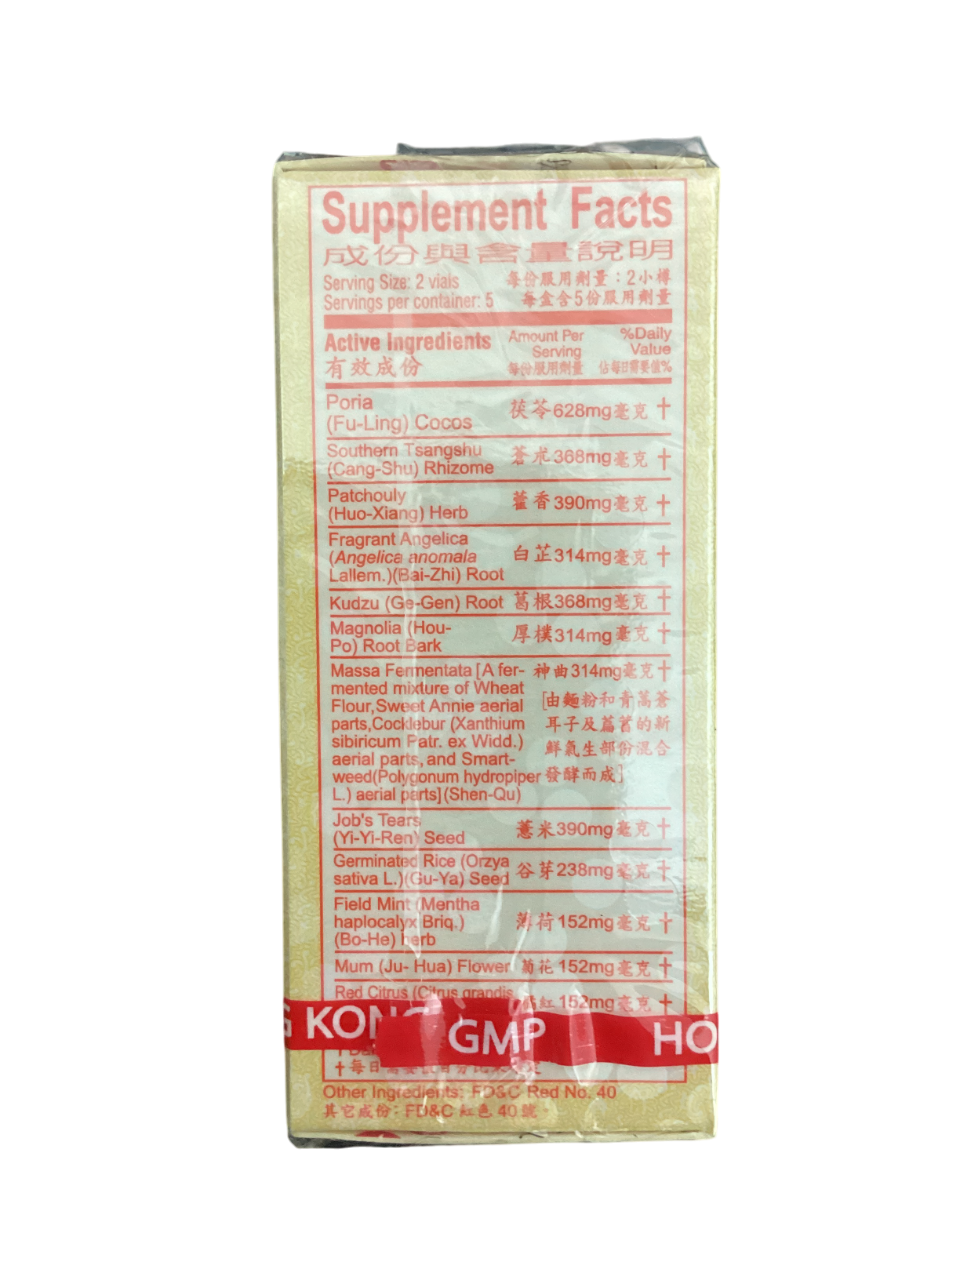 Supplement Facts
成份與含量說明
Serving Size: 2 vials 每份服用劑量：2小樽
Servings per container: 5 每盒含5份服用劑量
Active Ingredients Amount Per Serving %Daily Value
有效成份 每份服用劑量 佔每日需要值%
Poria
(Fu-Ling) Cocos 茯苓628mg毫克 †
Southern Tsangshu
(Cang-Shu) Rhizome 蒼朮368mg毫克 †
Patchouly
(Huo-Xiang) Herb 藿香390mg毫克 †
Fragrant Angelica
(Angelica anomala 白芷314mg毫克 †
Lallem.)(Bai-Zhi) Root
Kudzu (Ge-Gen) Root 葛根368mg毫克 †
Magnolia (Hou-
Po) Root Bark 厚樸314mg毫克 †
Massa Fermentata [A fer- 神曲314mg毫克†
mented mixture of Wheat
Flour,Sweet Annie aerial [由麵粉和青蒿蒼
parts,Cocklebur (Xanthium 耳子及萹蓄的新
sibiricum Patr. ex Widd.) 鮮氣生部份混合
aerial parts, and Smart-
weed(Polygonum hydropiper 發酵而成]
L.) aerial parts](Shen-Qu)
Job's Tears
(Yi-Yi-Ren) Seed 薏米390mg毫克 †
Germinated Rice (Orzya
sativa L.)(Gu-Ya) Seed 谷芽238mg毫克 †
Field Mint (Mentha
haplocalyx Briq.) 薄荷152mg毫克 †
(Bo-He) herb
Mum (Ju- Hua) Flower 菊花152mg毫克 †
Red Citrus (Citrus grandis 紅152mg毫克 †
KONG GMP HO
†每日
Other Ingredients: FD&C Red No. 40
其它成份：FD&C 紅色 40 號